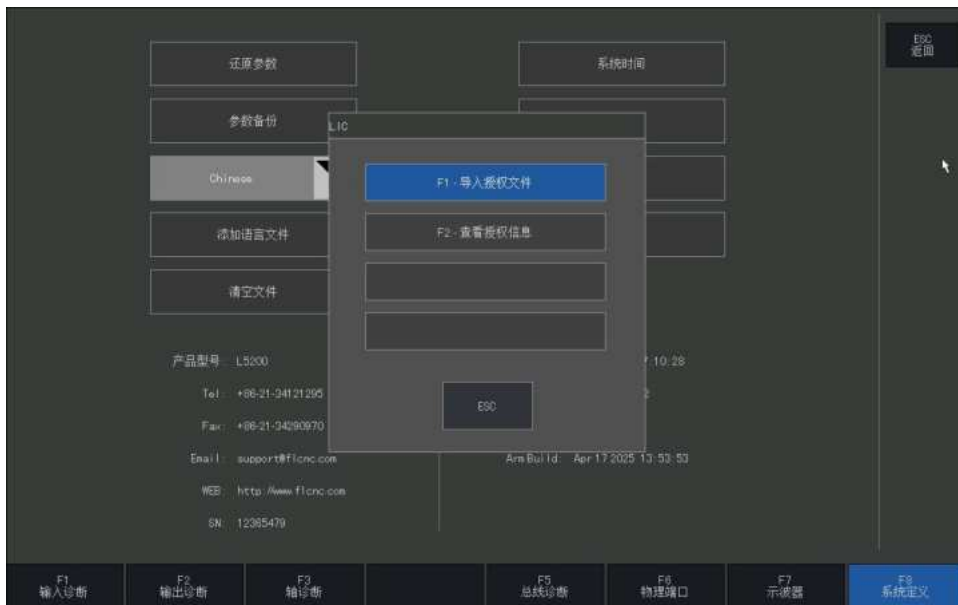 ESC
返回
还原参数
系统时间
参数备份
LIC
Chinese
F1 - 导入授权文件
添加语言文件
F2 - 查看授权信息
清空文件
产品型号: L5200
10:28
Tel: +86-21-34121295
Fax: +86-21-34290970
ESC
Email: support@flcnc.com
Arm Build: Apr 17 2025 13:53:53
WEB: http://www.flcnc.com
SN: 12365479
F1
输入诊断
F2
输出诊断
F3
轴诊断
F5
总线诊断
F6
物理端口
F7
示波器
系统定义